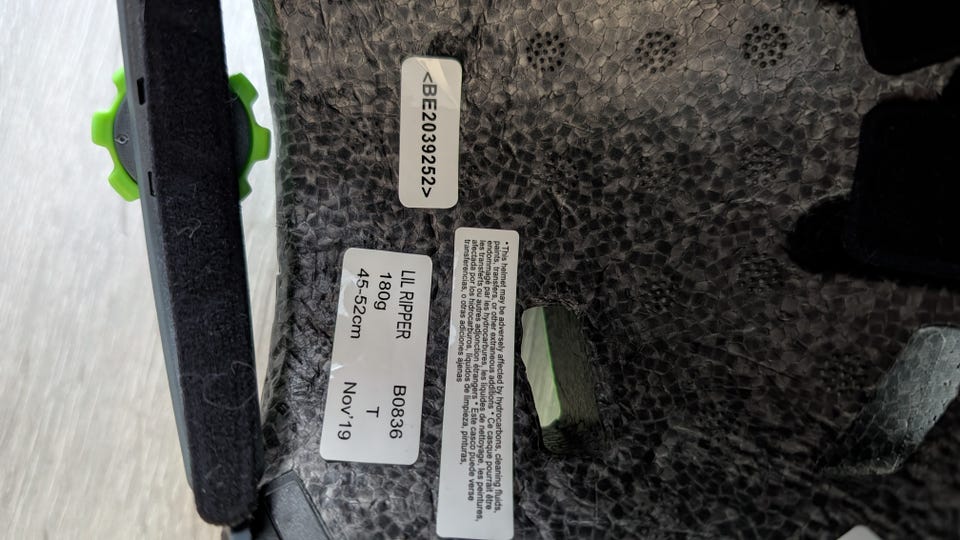 <BE2039252>
LIL RIPPER B0836
180g T
45-52cm Nov'19
• This helmet may be adversely affected by hydrocarbons, cleaning fluids,
paints, transfers, or other extraneous additions • Ce casque pourrait être
endommagé par les hydrocarbures, les liquides de nettoyage, les peintures,
les transferts ou autres adjonction étrangers • Este casco puede verse
afectada por los hidrocarburos, líquidos de limpieza, pinturas,
transferencias, o otras adiciones ajenas